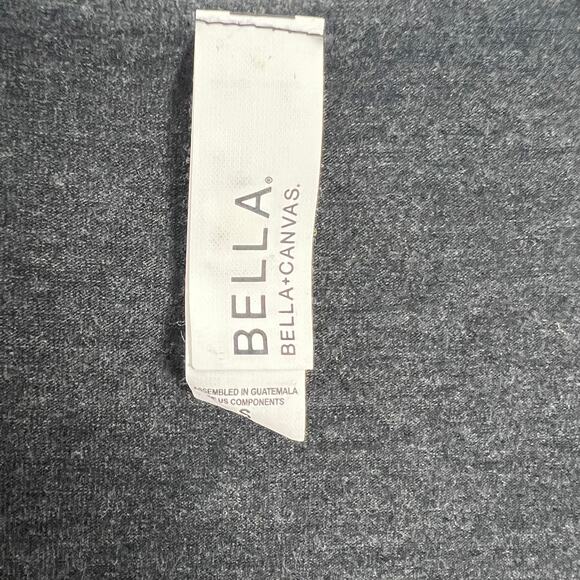 BELLA®
BELLA+CANVAS.
ASSEMBLED IN GUATEMALA
US COMPONENTS
S